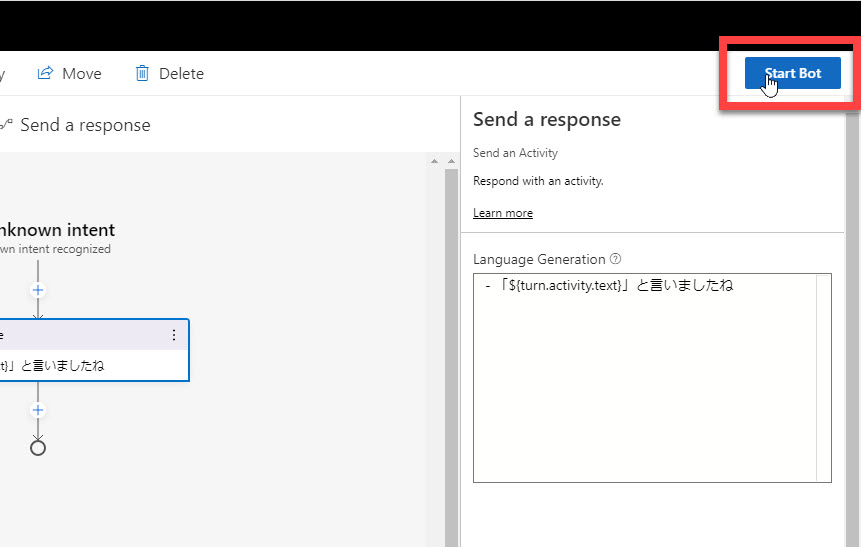 Move
Delete
Start Bot
Send a response
Send a response
Send an Activity
Respond with an activity.
Learn more
Language Generation
- 「${turn.activity.text}」と言いましたね
nknown intent
wn intent recognized
e
t}」と言いましたね